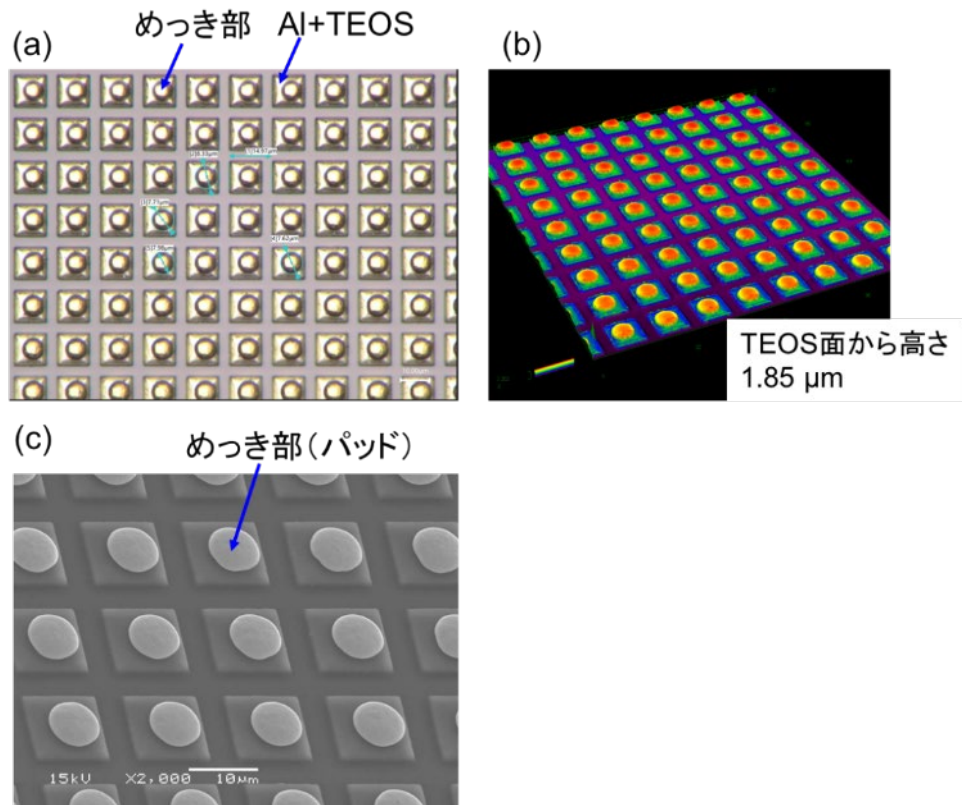 (a)
めっき部 Al+TEOS
(b)
TEOS面から高さ
1.85 µm
(c)
めっき部(パッド)
15kV ×2,000 10µm